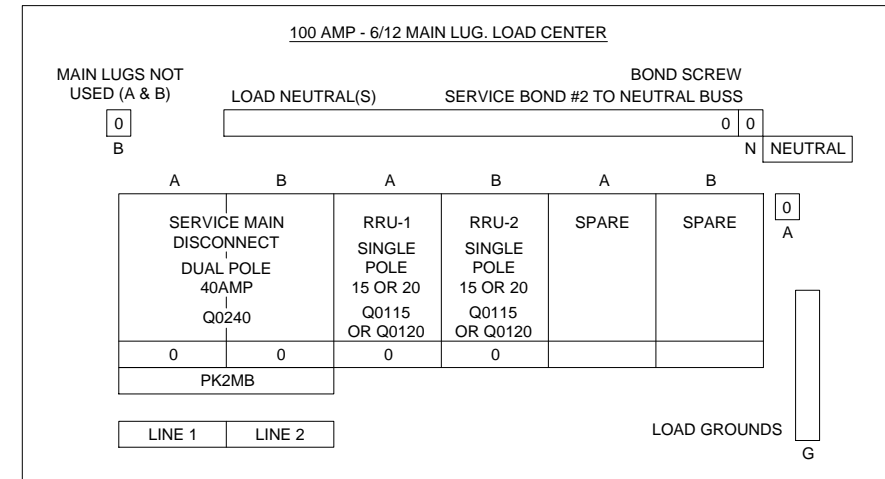 100 AMP - 6/12 MAIN LUG. LOAD CENTER
MAIN LUGS NOT
USED (A & B)
BOND SCREW
LOAD NEUTRAL(S)
SERVICE BOND #2 TO NEUTRAL BUSS
0
0 0
B
N NEUTRAL
A B A B A B
0
A
SERVICE MAIN
DISCONNECT
DUAL POLE
40AMP
Q0240
RRU-1
SINGLE
POLE
15 OR 20
Q0115
OR Q0120
RRU-2
SINGLE
POLE
15 OR 20
Q0115
OR Q0120
SPARE
SPARE
0 0 0 0
PK2MB
LINE 1 LINE 2
LOAD GROUNDS
G